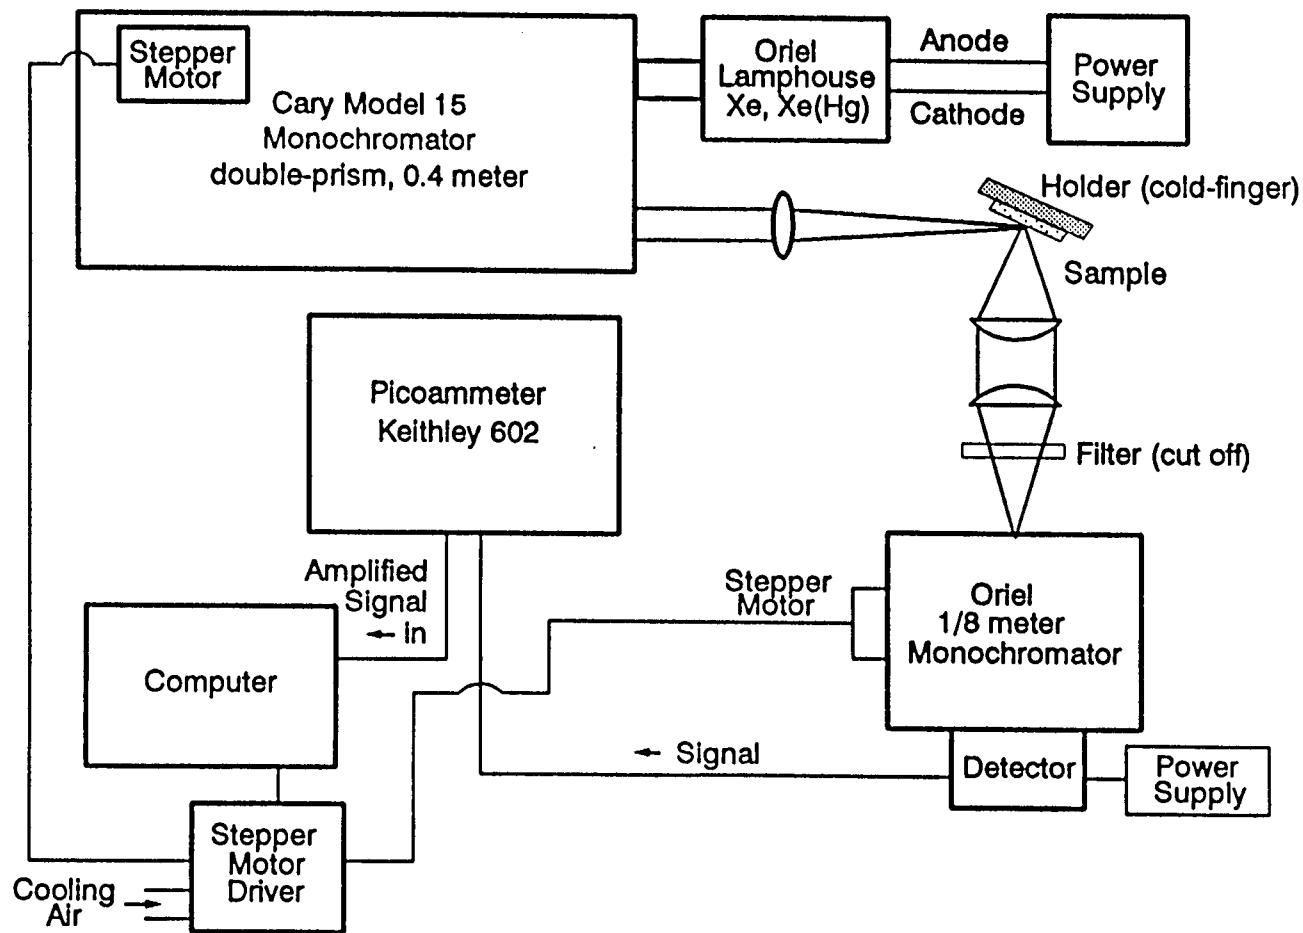 Stepper
Motor
Cary Model 15
Monochromator
double-prism, 0.4 meter
Oriel
Lamphouse
Xe, Xe(Hg)
Anode
Cathode
Power
Supply
Holder (cold-finger)
Sample
Picoammeter
Keithley 602
Filter (cut off)
Amplified
Signal
In
Stepper
Motor
Oriel
1/8 meter
Monochromator
Computer
Signal
Detector
Power
Supply
Stepper
Motor
Driver
Cooling
Air